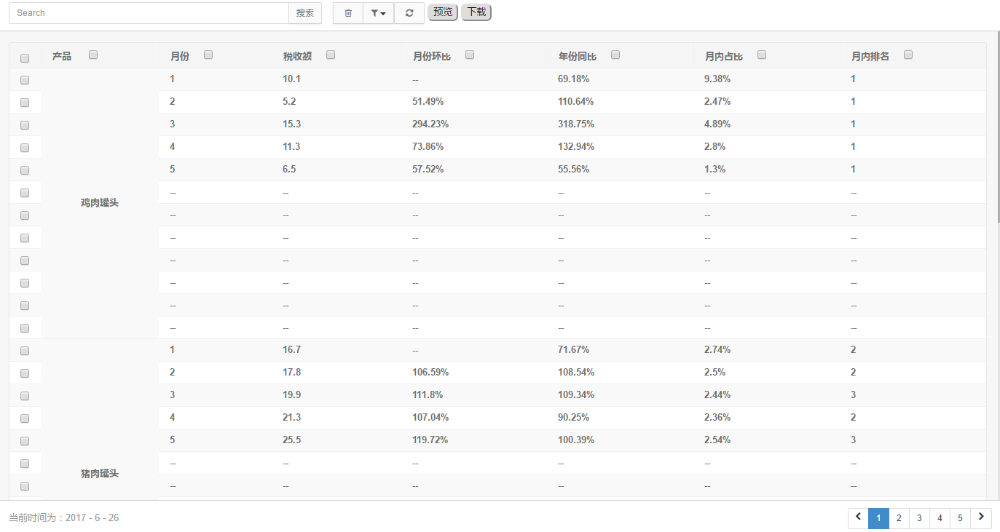 Search 搜索 预览 下载
产品 月份 税收额 月份环比 年份同比 月内占比 月内排名
1 10.1 -- 69.18% 9.38% 1
2 5.2 51.49% 110.64% 2.47% 1
3 15.3 294.23% 318.75% 4.89% 1
4 11.3 73.86% 132.94% 2.8% 1
5 6.5 57.52% 55.56% 1.3% 1
-- -- -- -- -- --
鸡肉罐头
-- -- -- -- -- --
-- -- -- -- -- --
-- -- -- -- -- --
-- -- -- -- -- --
-- -- -- -- -- --
-- -- -- -- -- --
1 16.7 -- 71.67% 2.74% 2
2 17.8 106.59% 108.54% 2.5% 2
3 19.9 111.8% 109.34% 2.44% 3
4 21.3 107.04% 90.25% 2.36% 2
5 25.5 119.72% 100.39% 2.54% 3
-- -- -- -- -- --
猪肉罐头
-- -- -- -- -- --
当前时间为：2017 - 6 - 26 1 2 3 4 5